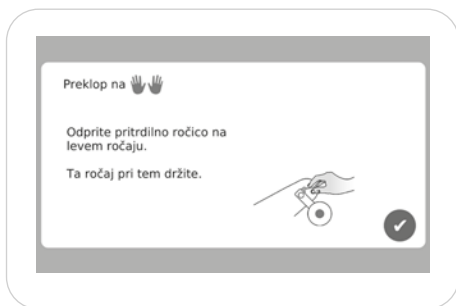 Preklop na
Odprite pritrdilno ročico na
levem ročaju.
Ta ročaj pri tem držite.